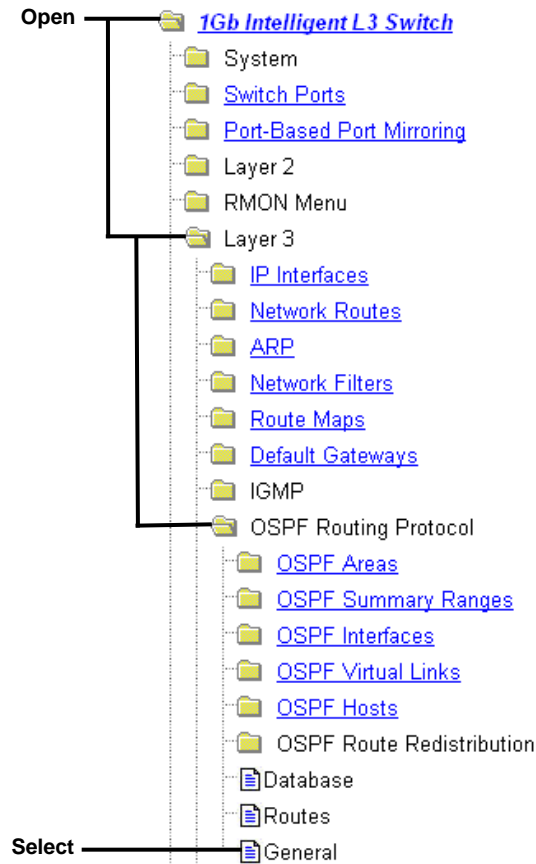 Open
1Gb Intelligent L3 Switch
System
Switch Ports
Port-Based Port Mirroring
Layer 2
RMON Menu
Layer 3
IP Interfaces
Network Routes
ARP
Network Filters
Route Maps
Default Gateways
IGMP
OSPF Routing Protocol
OSPF Areas
OSPF Summary Ranges
OSPF Interfaces
OSPF Virtual Links
OSPF Hosts
OSPF Route Redistribution
Database
Routes
Select
General